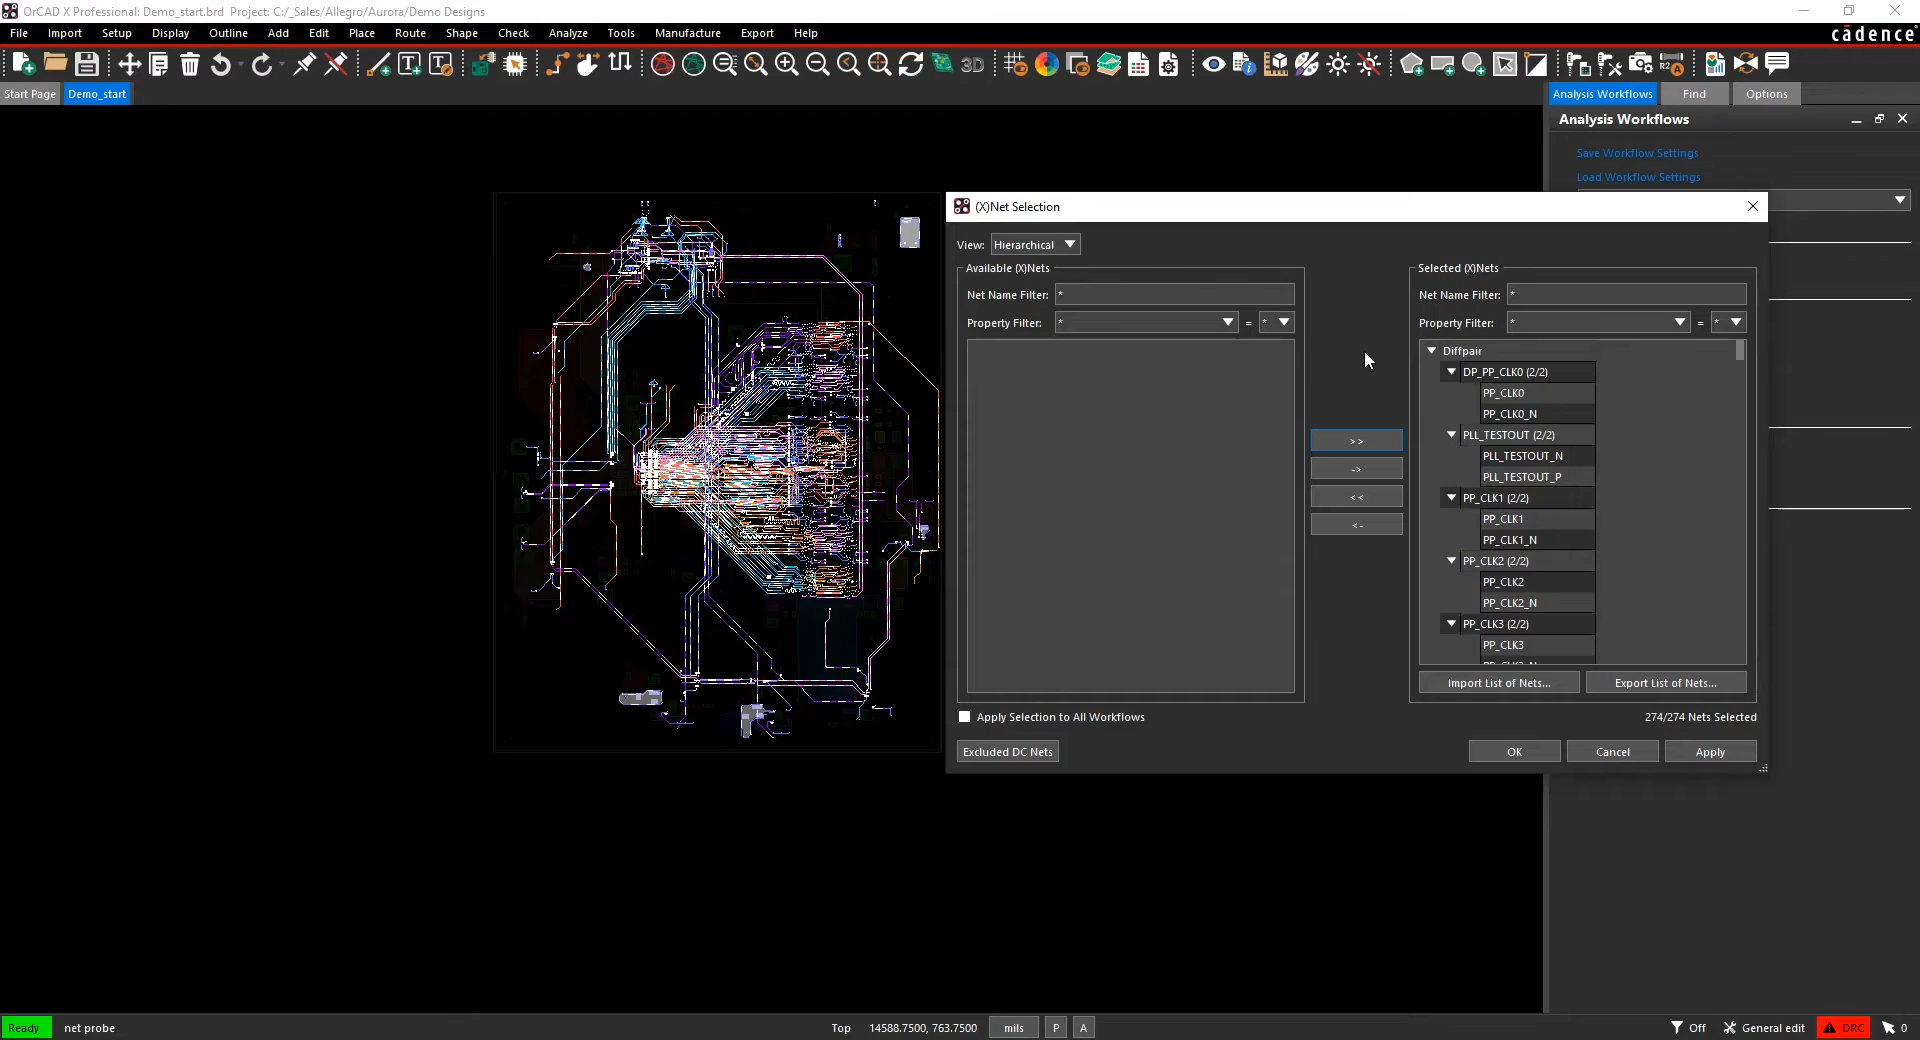 OrCAD X Professional: Demo_start.brd Project: C:/_Sales/Allegro/Aurora/Demo Designs
File Import Setup Display Outline Add Edit Place Route Shape Check Analyze Tools Manufacture Export Help
cādence
3D
R2
Start Page Demo_start
Analysis Workflows Find Options
Analysis Workflows
Save Workflow Settings
Load Workflow Settings
(X)Net Selection
View: Hierarchical
Available (X)Nets
Net Name Filter: *
Property Filter: * = *
>>
->
<<
<-
Selected (X)Nets
Net Name Filter: *
Property Filter: * = *
Diffpair
DP_PP_CLK0 (2/2)
PP_CLK0
PP_CLK0_N
PLL_TESTOUT (2/2)
PLL_TESTOUT_N
PLL_TESTOUT_P
PP_CLK1 (2/2)
PP_CLK1
PP_CLK1_N
PP_CLK2 (2/2)
PP_CLK2
PP_CLK2_N
PP_CLK3 (2/2)
PP_CLK3
Import List of Nets... Export List of Nets...
Apply Selection to All Workflows
274/274 Nets Selected
Excluded DC Nets
OK Cancel Apply
Ready net probe Top 14588.7500, 763.7500 mils P A Off General edit DRC 0